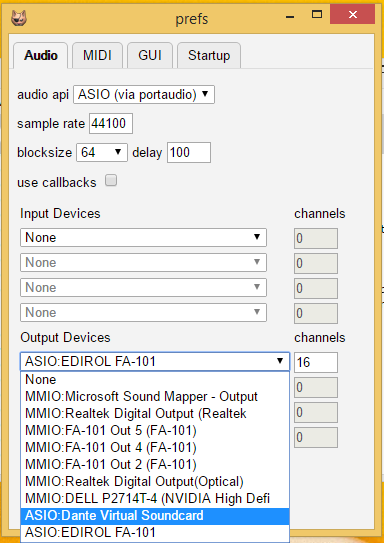 prefs
Audio MIDI GUI Startup
audio api ASIO (via portaudio)
sample rate 44100
blocksize 64 delay 100
use callbacks
Input Devices channels
None 0
None 0
None 0
None 0
Output Devices channels
ASIO:EDIROL FA-101 16
None 0
MMIO:Microsoft Sound Mapper - Output
MMIO:Realtek Digital Output (Realtek 0
MMIO:FA-101 Out 5 (FA-101)
MMIO:FA-101 Out 4 (FA-101) 0
MMIO:FA-101 Out 2 (FA-101)
MMIO:Realtek Digital Output(Optical)
MMIO:DELL P2714T-4 (NVIDIA High Defi
ASIO:Dante Virtual Soundcard
ASIO:EDIROL FA-101